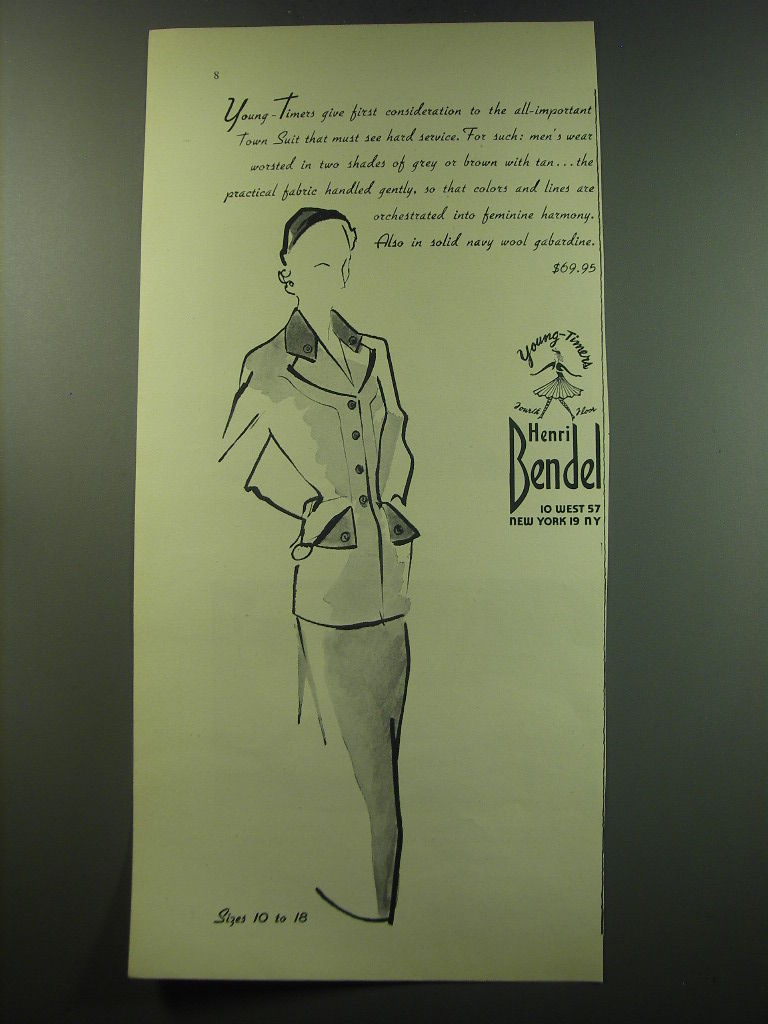 8
Young-Timers give first consideration to the all-important
Town Suit that must see hard service. For such: men's wear
worsted in two shades of grey or brown with tan...the
practical fabric handled gently, so that colors and lines are
orchestrated into feminine harmony.
Also in solid navy wool gabardine.
$69.95
Young-Timers
Fourth Floor
Henri
Bendel
10 WEST 57
NEW YORK 19 NY
Sizes 10 to 18